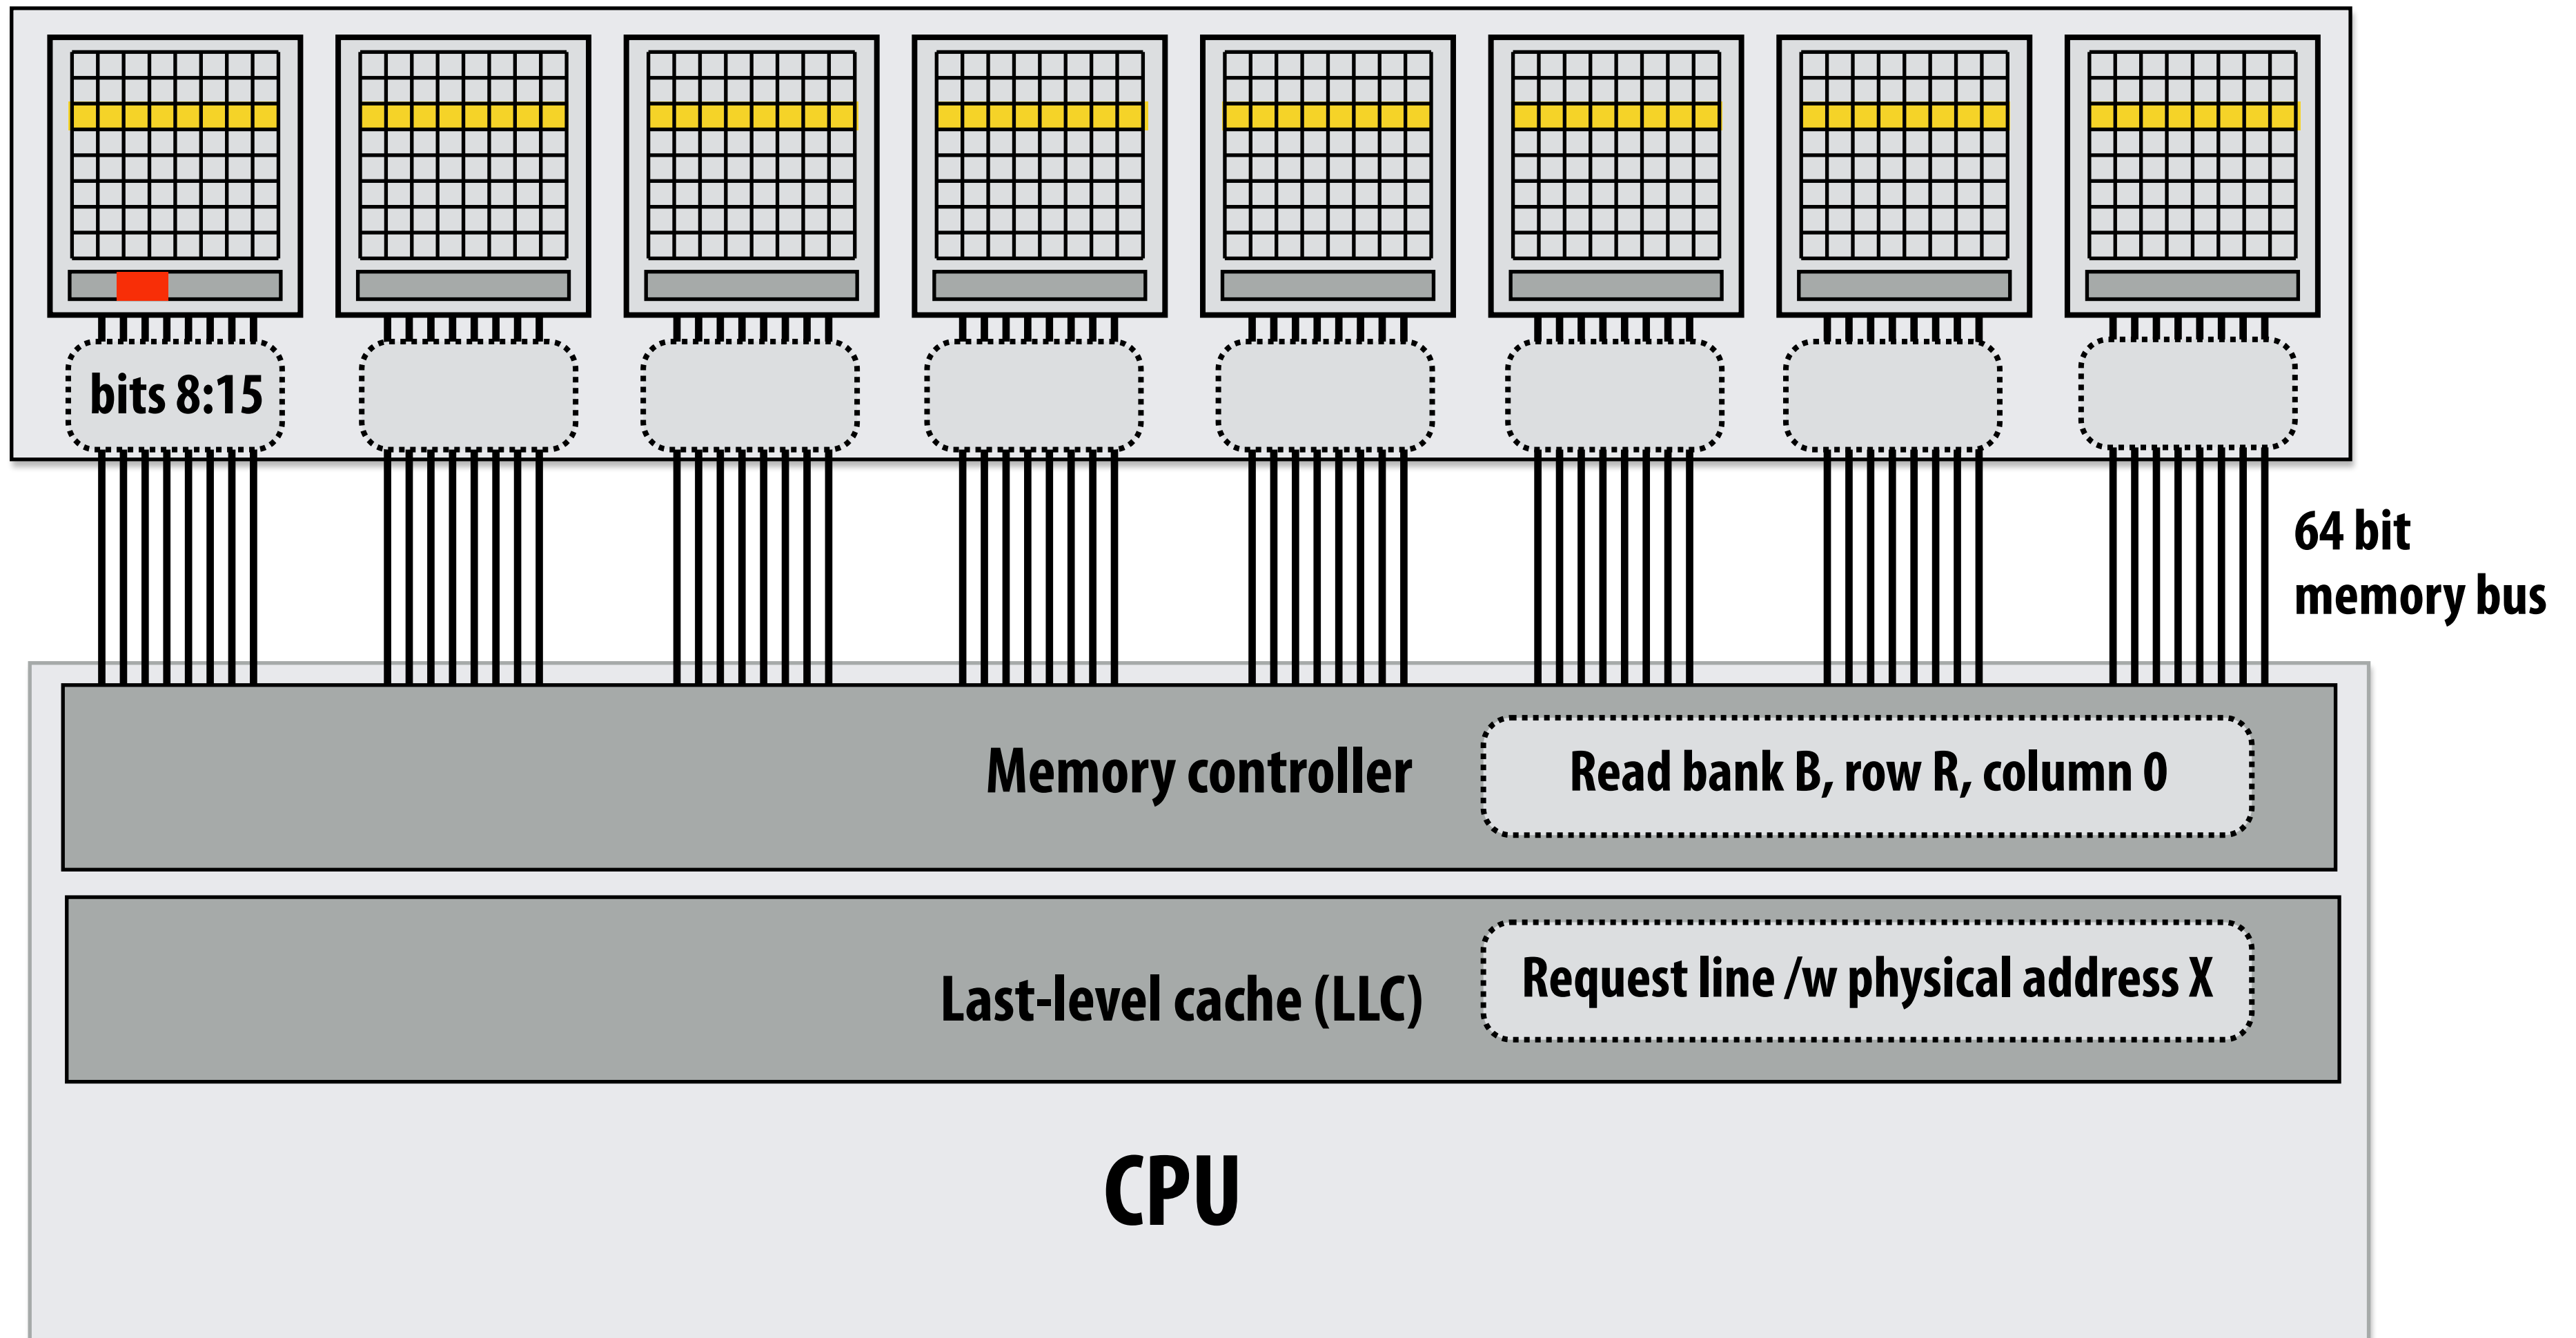 bits 8:15
64 bit
memory bus
Memory controller
Read bank B, row R, column 0
Last-level cache (LLC)
Request line /w physical address X
CPU